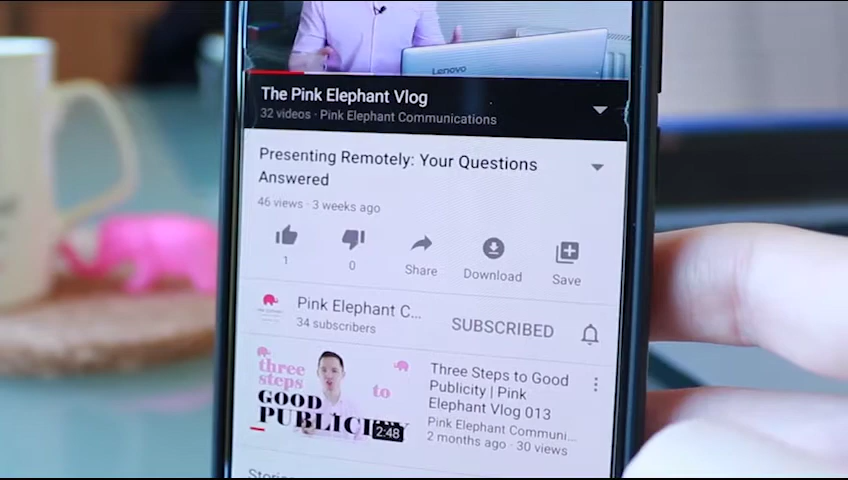 Lenovo
The Pink Elephant Vlog
32 videos · Pink Elephant Communications
Presenting Remotely: Your Questions
Answered
46 views · 3 weeks ago
1
0
Share
Download
Save
Pink Elephant C...
34 subscribers
SUBSCRIBED
three
steps
to
GOOD
PUBLICITY
2:48
Three Steps to Good
Publicity | Pink
Elephant Vlog 013
Pink Elephant Communi...
2 months ago · 30 views